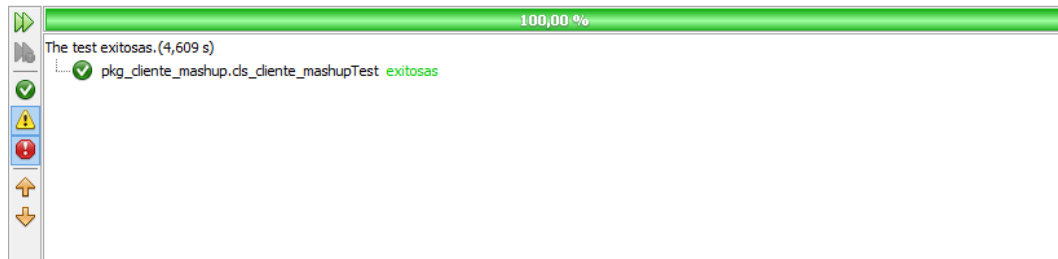 100,00 %
The test exitosas.(4,609 s)
pkg_cliente_mashup.cls_cliente_mashupTest exitosas